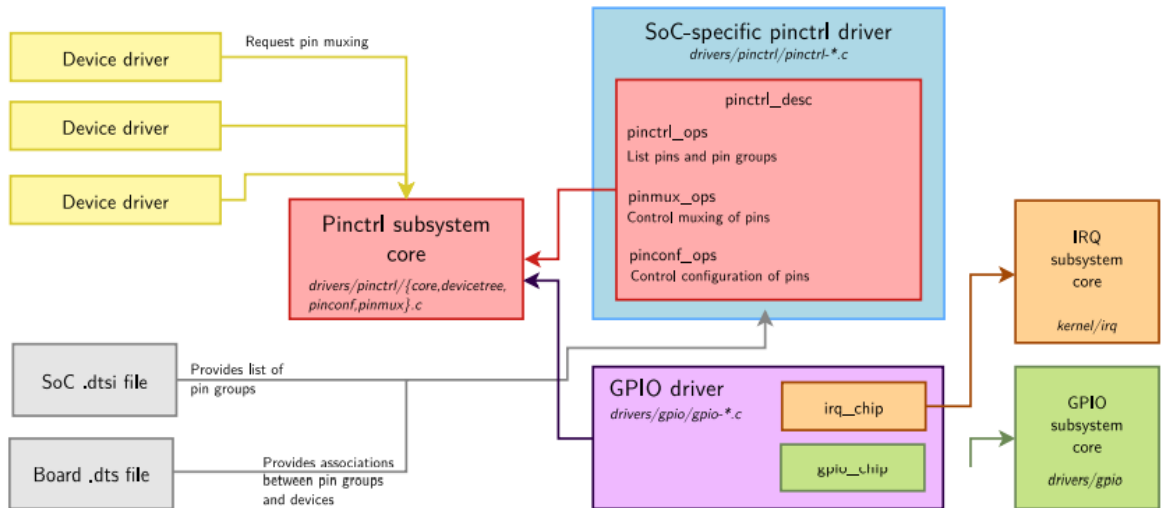 Device driver
Request pin muxing
Device driver
Device driver
Pinctrl subsystem
core
drivers/pinctrl/{core,devicetree,
pinconf,pinmux}.c
SoC-specific pinctrl driver
drivers/pinctrl/pinctrl-*.c
pinctrl_desc
pinctrl_ops
List pins and pin groups
pinmux_ops
Control muxing of pins
pinconf_ops
Control configuration of pins
IRQ
subsystem
core
kernel/irq
SoC .dtsi file
Provides list of
pin groups
Board .dts file
Provides associations
between pin groups
and devices
GPIO driver
drivers/gpio/gpio-*.c
irq_chip
gpio_chip
GPIO
subsystem
core
drivers/gpio